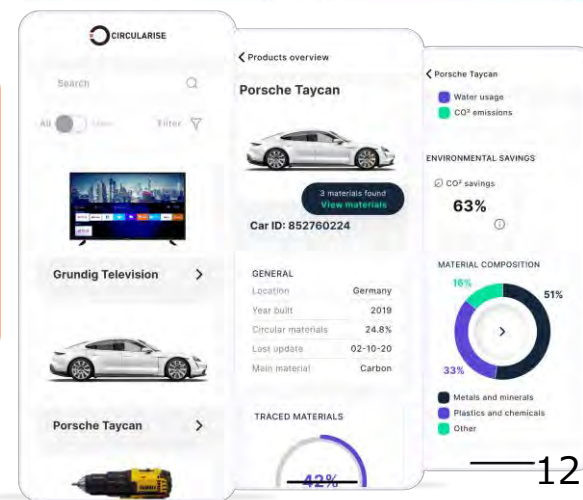 CIRCULARISE
Search
All
Filter
Grundig Television
Porsche Taycan
Products overview
Porsche Taycan
3 materials found
View materials
Car ID: 852760224
GENERAL
Location Germany
Year built 2019
Circular materials 24.8%
Last update 02-10-20
Main material Carbon
TRACED MATERIALS
42%
Porsche Taycan
Water usage
CO² emissions
ENVIRONMENTAL SAVINGS
CO² savings
63%
MATERIAL COMPOSITION
16%
51%
33%
Metals and minerals
Plastics and chemicals
Other
12